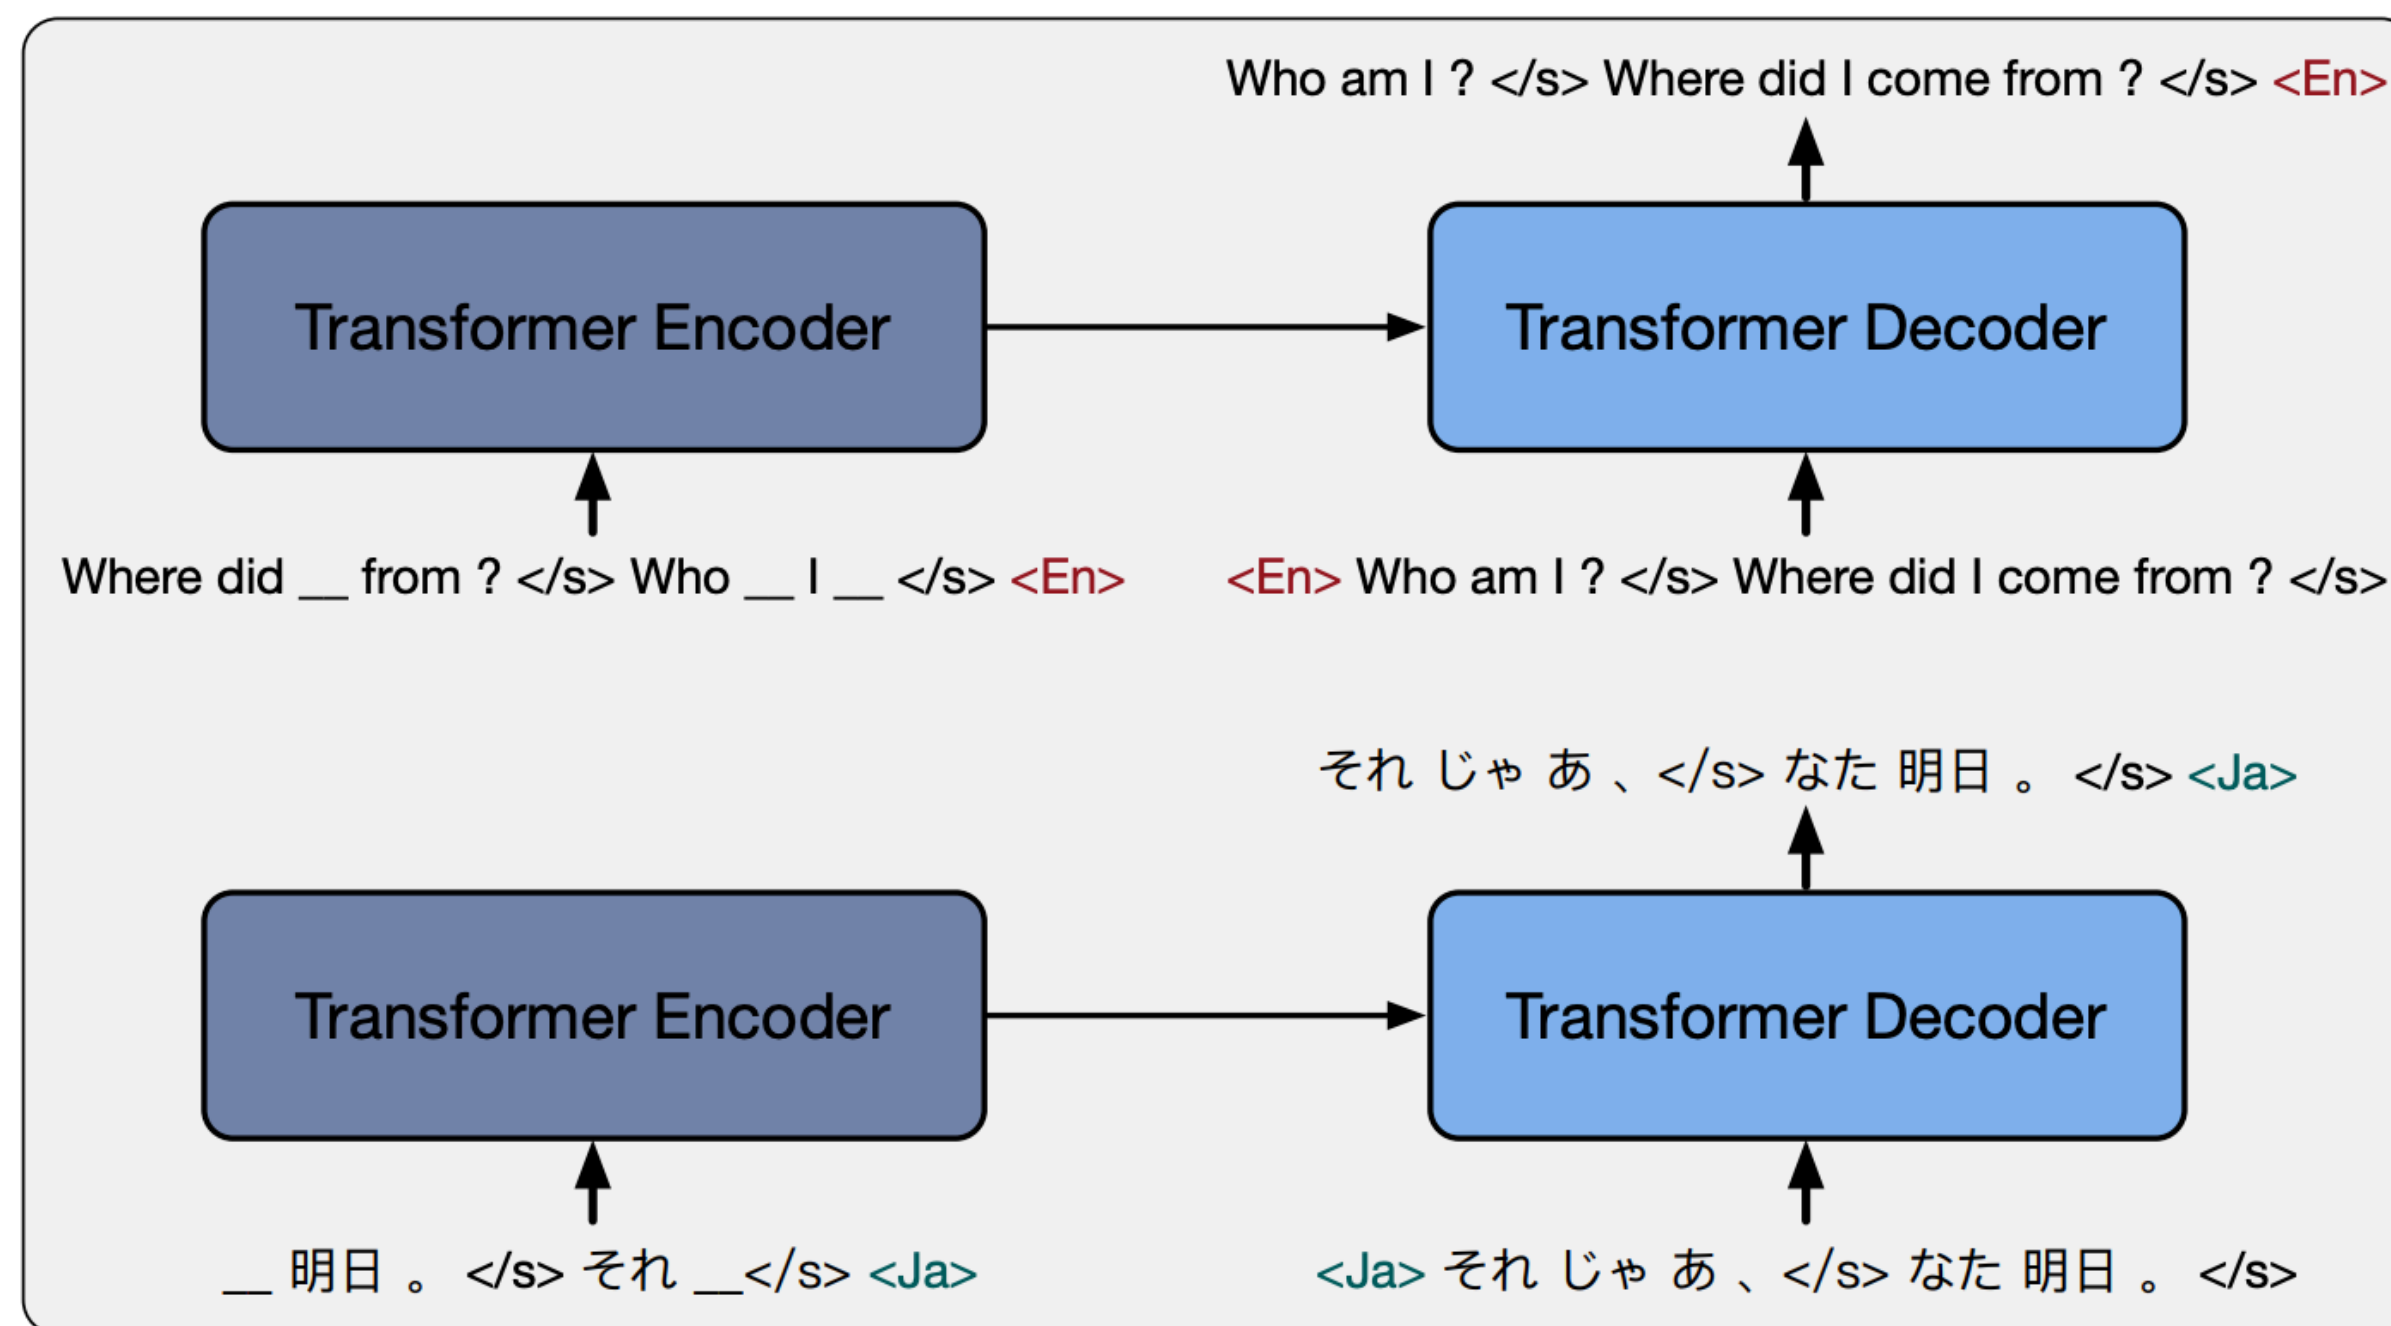 Who am I ? </s> Where did I come from ? </s> <En>
Transformer Encoder
Transformer Decoder
Where did __ from ? </s> Who __ I __ </s> <En>
<En> Who am I ? </s> Where did I come from ? </s>
それ じゃ あ 、</s> なた 明日 。 </s> <Ja>
Transformer Encoder
Transformer Decoder
__ 明日 。 </s> それ __</s> <Ja>
<Ja> それ じゃ あ 、</s> なた 明日 。 </s>